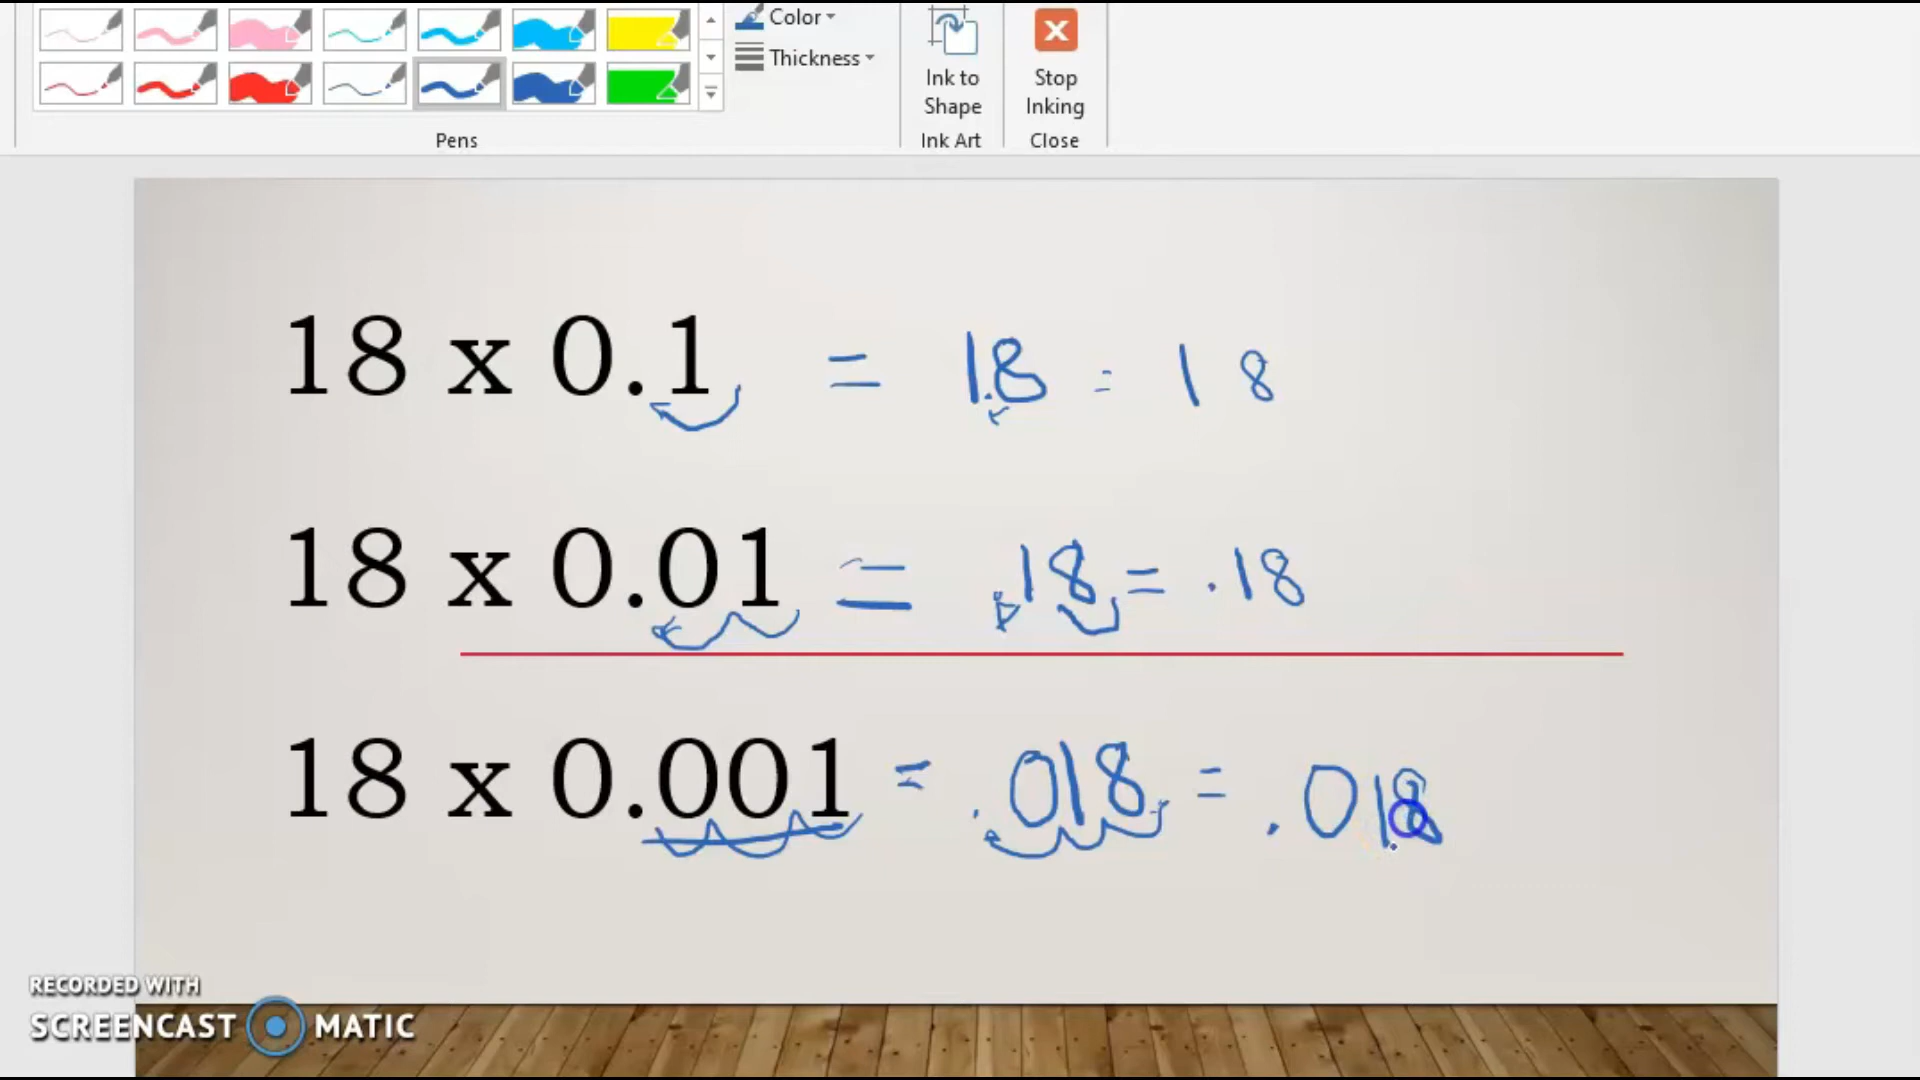 Color
Thickness
Ink to
Shape
Stop
Inking
Pens
Ink Art
Close
18 x 0.1 = 1.8 = 1 8
18 x 0.01 = .18 = .18
18 x 0.001 = .018 = .018
RECORDED WITH
SCREENCAST MATIC